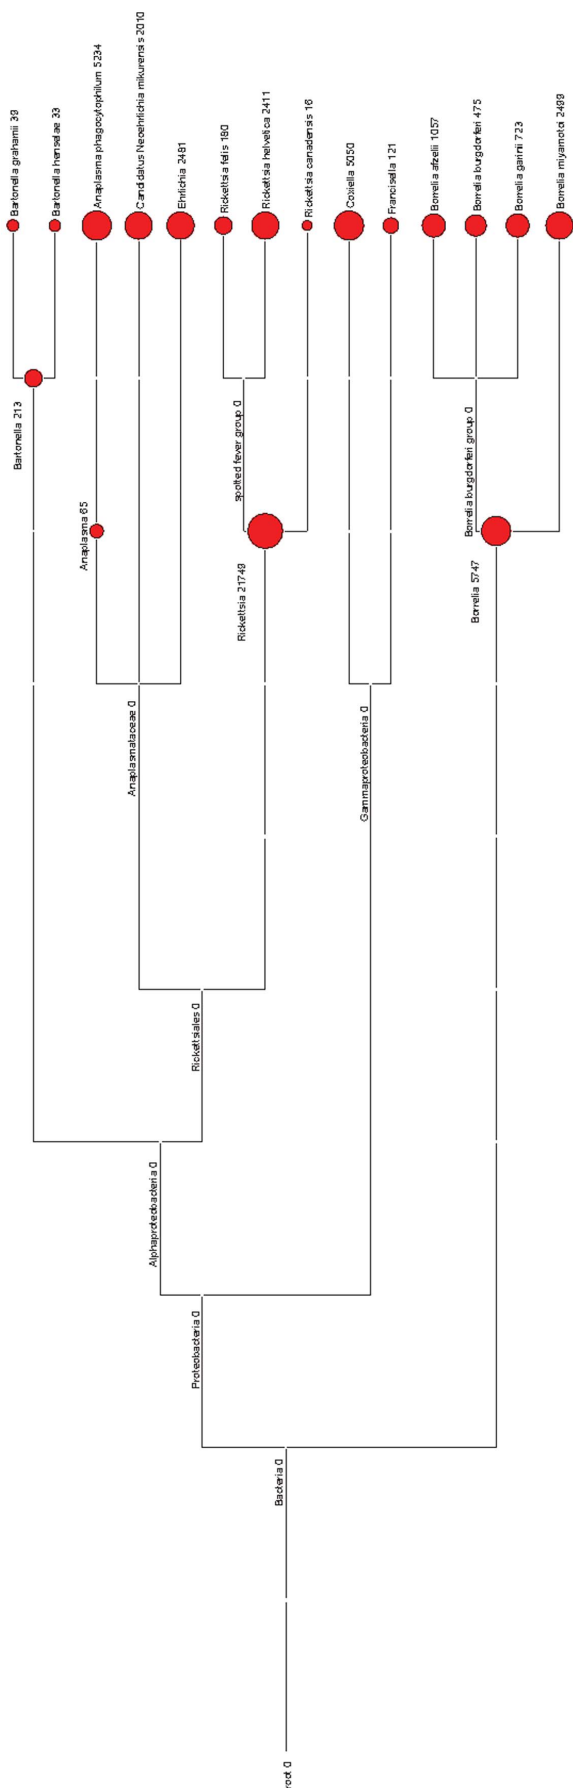 Bartonella grahamii 39
Bartonella henselae 33
Anaplasma phagocytophilum 5234
Candidatus Neoehrlichia mikurensis 2010
Ehrlichia 2481
Rickettsia felis 180
Rickettsia helvetica 2411
Rickettsia canadensis 16
Coxiella 5050
Francisella 121
Borrelia afzelii 1057
Borrelia burgdorferi 475
Borrelia garinii 723
Borrelia miyamotoi 2499
Bartonella 213
Anaplasma 65
spotted fever group 0
Rickettsia 21749
Borrelia burgdorferi group 0
Borrelia 5747
Anaplasmataceae 0
Gammaproteobacteria 0
Rickettsiales 0
Alphaproteobacteria 0
Proteobacteria 0
Bacteria 0
root 0